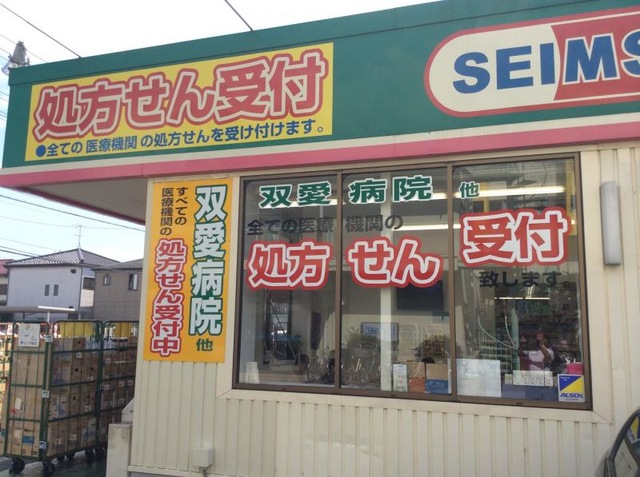 処方せん受付
●全ての医療機関の処方せんを受け付けます。
SEIMS
双愛病院他
すべての
医療機関の
処方せん受付中
双愛病院 他
全ての医療機関の
処方せん受付
致します。
ALSOK